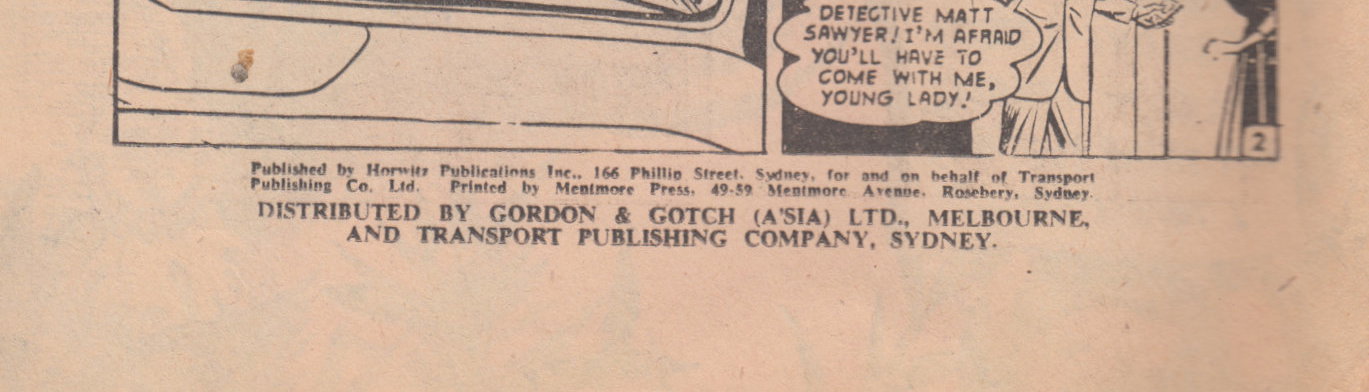 DETECTIVE MATT
SAWYER! I'M AFRAID
YOU'LL HAVE TO
COME WITH ME,
YOUNG LADY!
2
Published by Horwitz Publications Inc., 166 Phillip Street, Sydney, for and on behalf of Transport
Publishing Co. Ltd. Printed by Mentmore Press, 49-59 Mentmore Avenue, Rosebery, Sydney.
DISTRIBUTED BY GORDON & GOTCH (A'SIA) LTD., MELBOURNE,
AND TRANSPORT PUBLISHING COMPANY, SYDNEY.